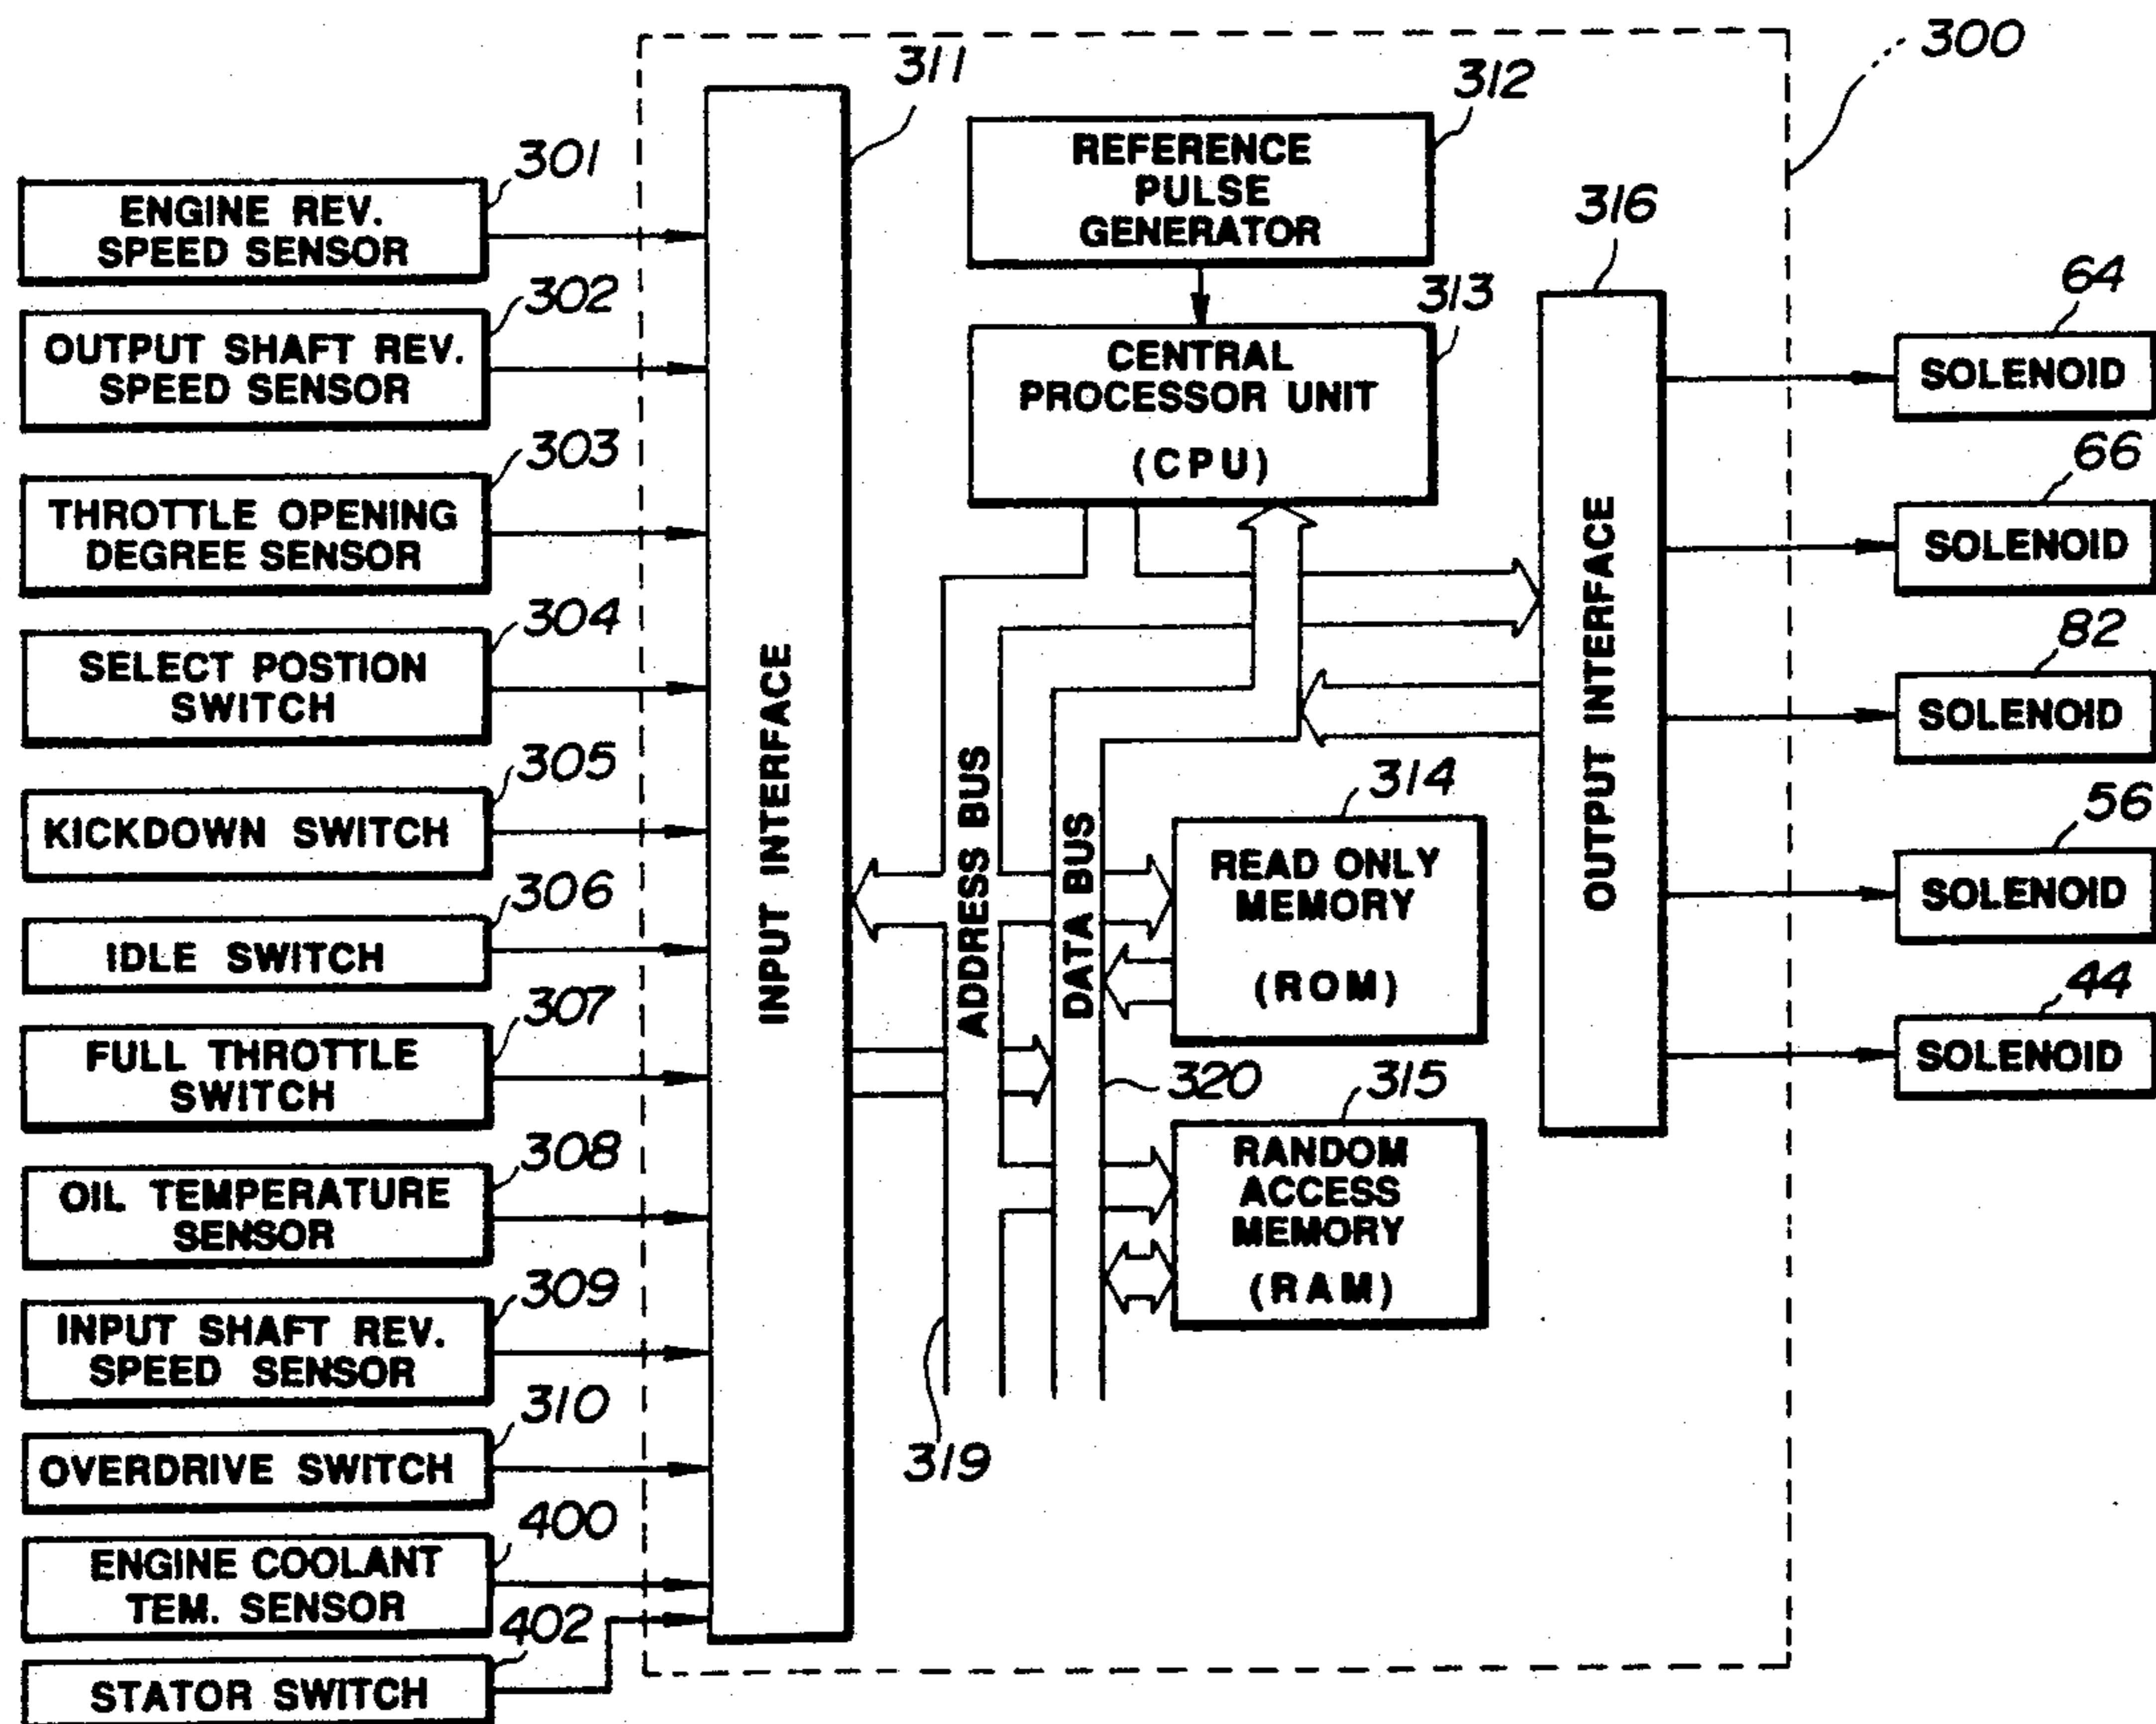 300
311
312
REFERENCE
PULSE
GENERATOR
301
ENGINE REV.
SPEED SENSOR
302
OUTPUT SHAFT REV.
SPEED SENSOR
303
THROTTLE OPENING
DEGREE SENSOR
304
SELECT POSTION
SWITCH
305
KICKDOWN SWITCH
306
IDLE SWITCH
307
FULL THROTTLE
SWITCH
308
OIL TEMPERATURE
SENSOR
309
INPUT SHAFT REV.
SPEED SENSOR
310
OVERDRIVE SWITCH
400
ENGINE COOLANT
TEM. SENSOR
402
STATOR SWITCH
INPUT INTERFACE
313
CENTRAL
PROCESSOR UNIT
(CPU)
ADDRESS BUS
DATA BUS
314
READ ONLY
MEMORY
(ROM)
320
315
RANDOM
ACCESS
MEMORY
(RAM)
319
316
OUTPUT INTERFACE
64
SOLENOID
66
SOLENOID
82
SOLENOID
56
SOLENOID
44
SOLENOID